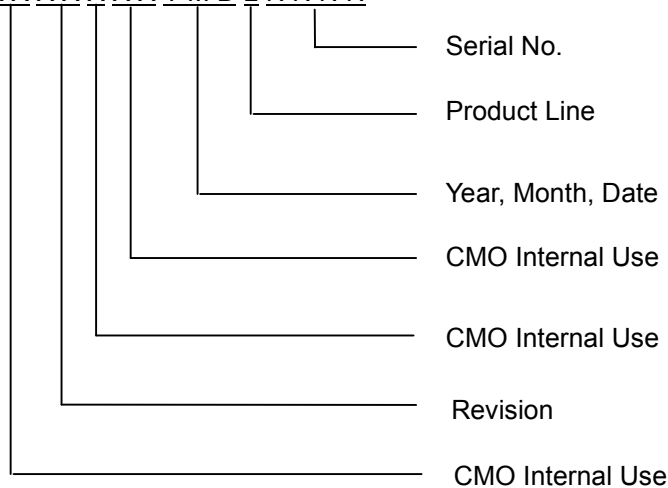 Serial No.
Product Line
Year, Month, Date
CMO Internal Use
CMO Internal Use
Revision
CMO Internal Use